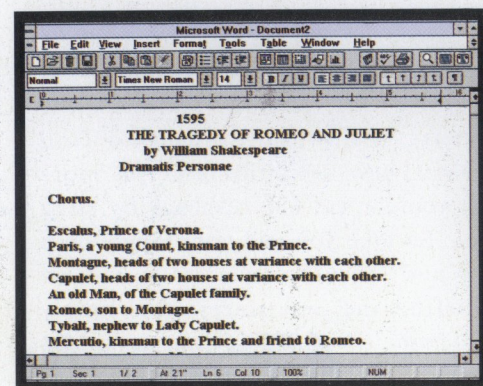 Microsoft Word - Document2
File Edit View Insert Format Tools Table Window Help
Normal Times New Roman 14 B I U
1595
THE TRAGEDY OF ROMEO AND JULIET
by William Shakespeare
Dramatis Personae
Chorus.
Escalus, Prince of Verona.
Paris, a young Count, kinsman to the Prince.
Montague, heads of two houses at variance with each other.
Capulet, heads of two houses at variance with each other.
An old Man, of the Capulet family.
Romeo, son to Montague.
Tybalt, nephew to Lady Capulet.
Mercutio, kinsman to the Prince and friend to Romeo.
Pg 1 Sec 1 1/2 At 2.1" Ln 6 Col 10 100% NUM